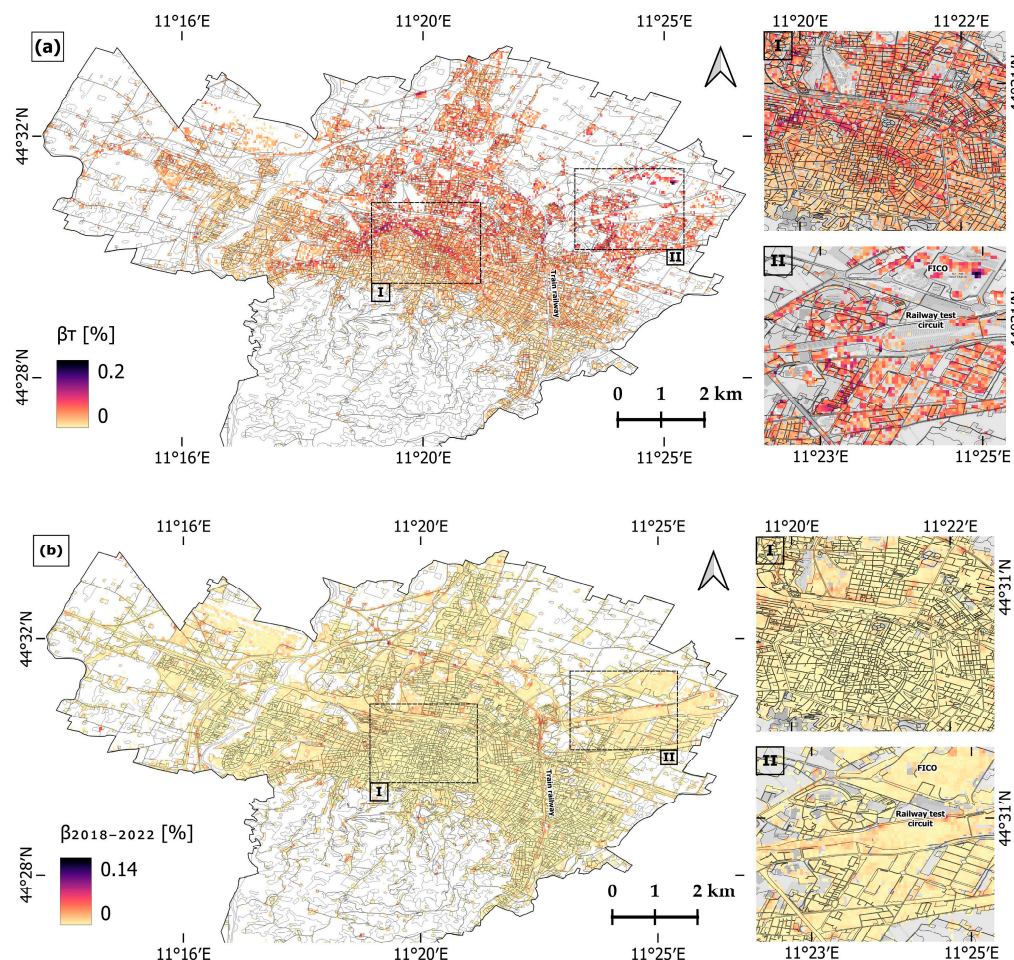 11°16′E 11°20′E 11°25′E 11°20′E 11°22′E
(a)
I
44°31′N
44°32′N
I
II
Train railway
II
FICO
Railway test
circuit
44°31′N
βT [%]
0.2
0
44°28′N
0 1 2 km
11°16′E 11°20′E 11°25′E 11°23′E 11°25′E
11°16′E 11°20′E 11°25′E 11°20′E 11°22′E
(b)
I
44°31′N
44°32′N
I
II
Train railway
II
FICO
Railway test
circuit
44°31′N
β2018−2022 [%]
0.14
0
44°28′N
0 1 2 km
11°16′E 11°20′E 11°25′E 11°23′E 11°25′E